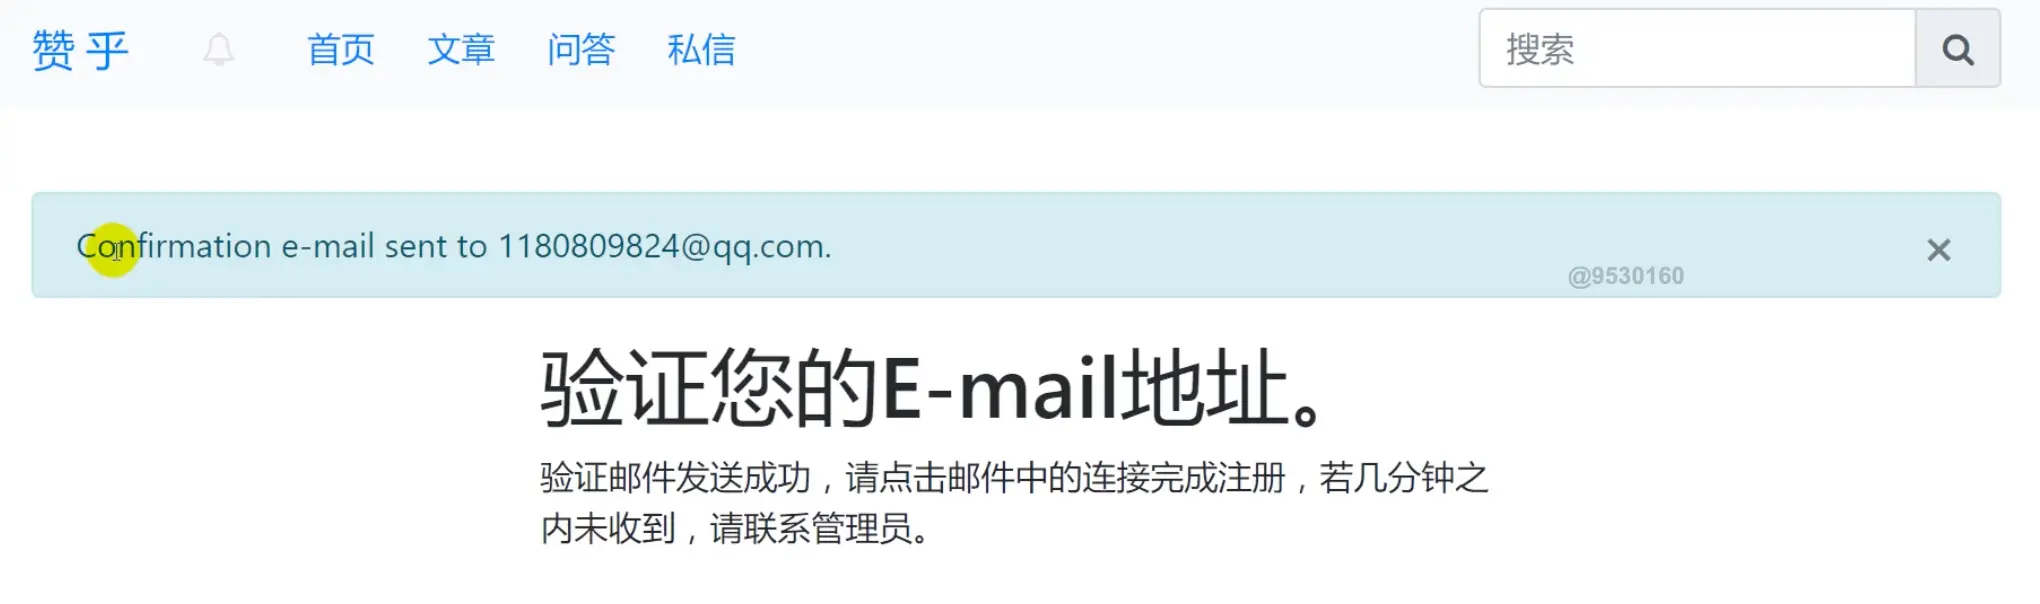 赞 乎 首页 文章 问答 私信 搜索
Confirmation e-mail sent to 1180809824@qq.com. ×
@9530160
验证您的E-mail地址。
验证邮件发送成功，请点击邮件中的连接完成注册，若几分钟之
内未收到，请联系管理员。